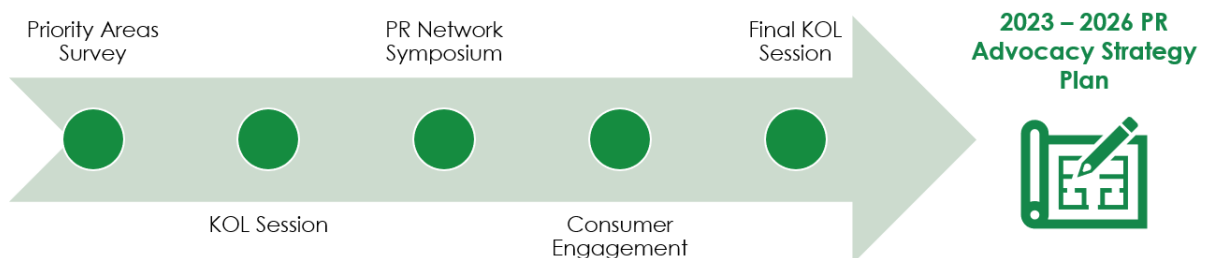 Priority Areas
Survey
KOL Session
PR Network
Symposium
Consumer
Engagement
Final KOL
Session
2023 – 2026 PR
Advocacy Strategy
Plan